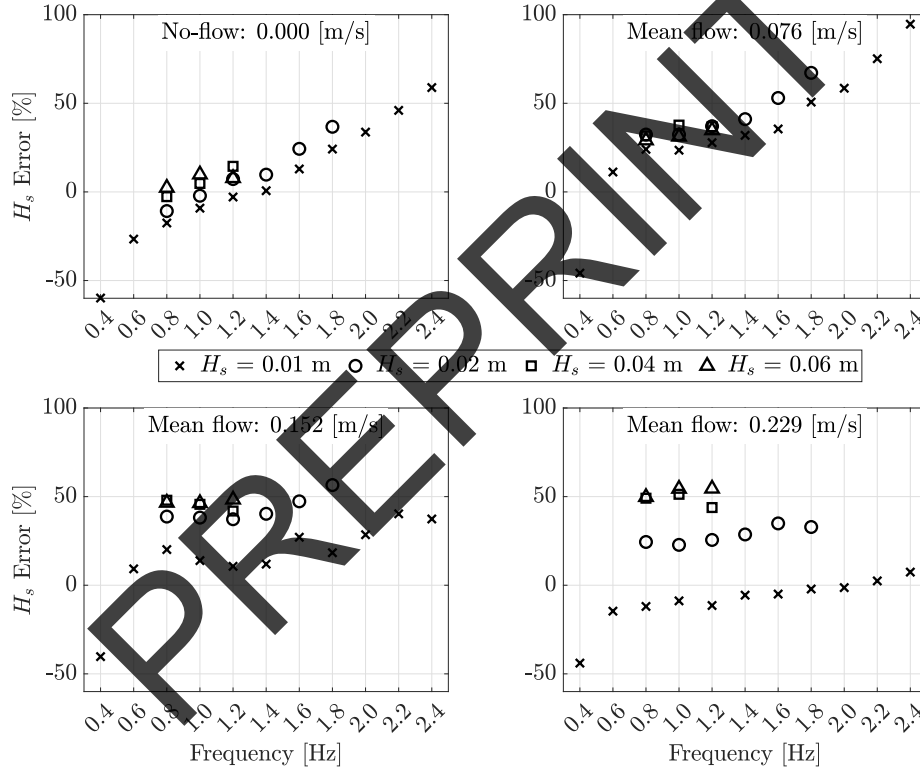 No-flow: 0.000 [m/s]
100
50
0
-50
H_s Error [%]
0.4 0.6 0.8 1.0 1.2 1.4 1.6 1.8 2.0 2.2 2.4
Mean flow: 0.076 [m/s]
100
50
0
-50
0.4 0.6 0.8 1.0 1.2 1.4 1.6 1.8 2.0 2.2 2.4
H_s = 0.01 m H_s = 0.02 m H_s = 0.04 m H_s = 0.06 m
Mean flow: 0.152 [m/s]
100
50
0
-50
H_s Error [%]
0.4 0.6 0.8 1.0 1.2 1.4 1.6 1.8 2.0 2.2 2.4
Frequency [Hz]
Mean flow: 0.229 [m/s]
100
50
0
-50
0.4 0.6 0.8 1.0 1.2 1.4 1.6 1.8 2.0 2.2 2.4
Frequency [Hz]
PREPRINT